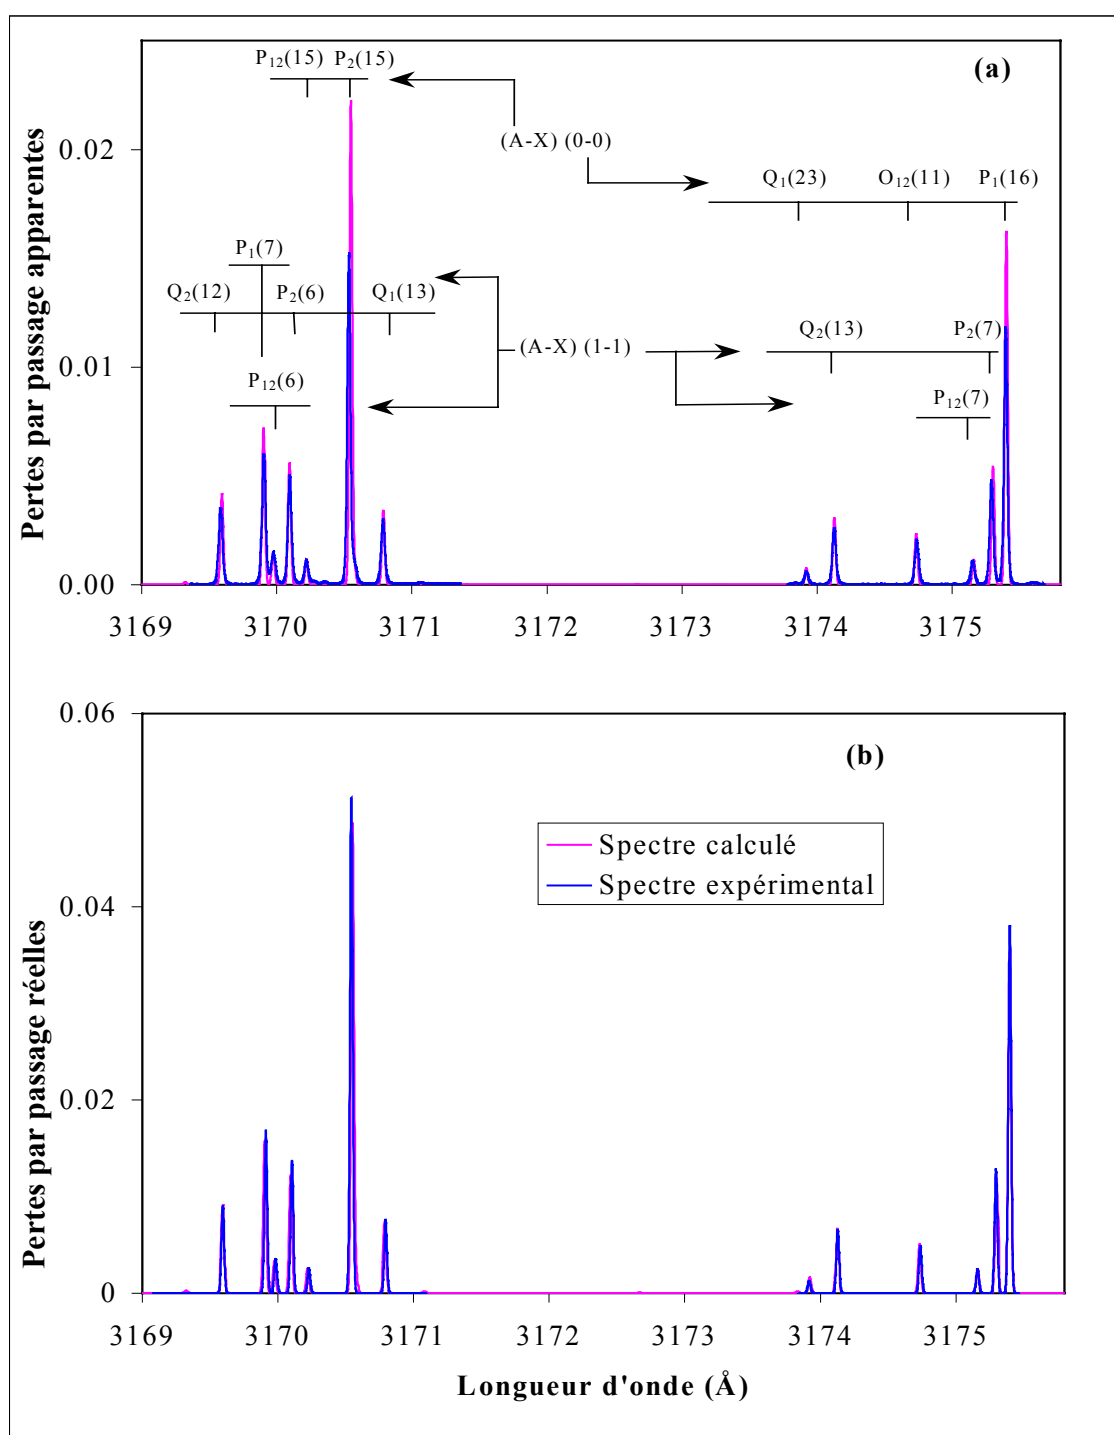 (a)
P₁₂(15) P₂(15)
(A-X) (0-0)
Q₁(23) O₁₂(11) P₁(16)
P₁(7)
Q₂(12) P₂(6) Q₁(13)
(A-X) (1-1)
Q₂(13) P₂(7)
P₁₂(6)
P₁₂(7)
Pertes par passage apparentes
0.02
0.01
0.00
3169 3170 3171 3172 3173 3174 3175
(b)
Spectre calculé
Spectre expérimental
Pertes par passage réelles
0.06
0.04
0.02
0
3169 3170 3171 3172 3173 3174 3175
Longueur d'onde (Å)